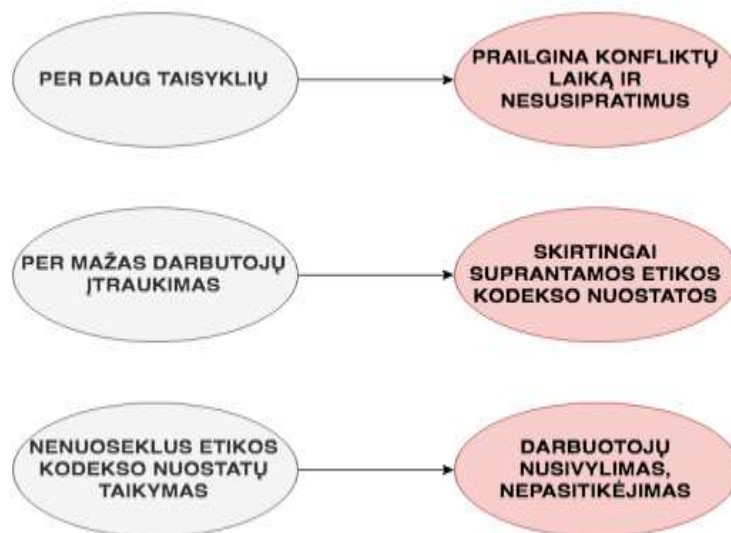 PER DAUG TAISYKLIŲ
PRAILGINA KONFLIKTŲ
LAIKĄ IR
NESUSIPRATIMUS
PER MAŽAS DARBUTOJŲ
ĮTRAUKIMAS
SKIRTINGAI
SUPRANTAMOS ETIKOS
KODEKSO NUOSTATOS
NENUOSEKLUS ETIKOS
KODEKSO NUOSTATŲ
TAIKYMAS
DARBUOTOJŲ
NUSIVYLIMAS,
NEPASITIKĖJIMAS